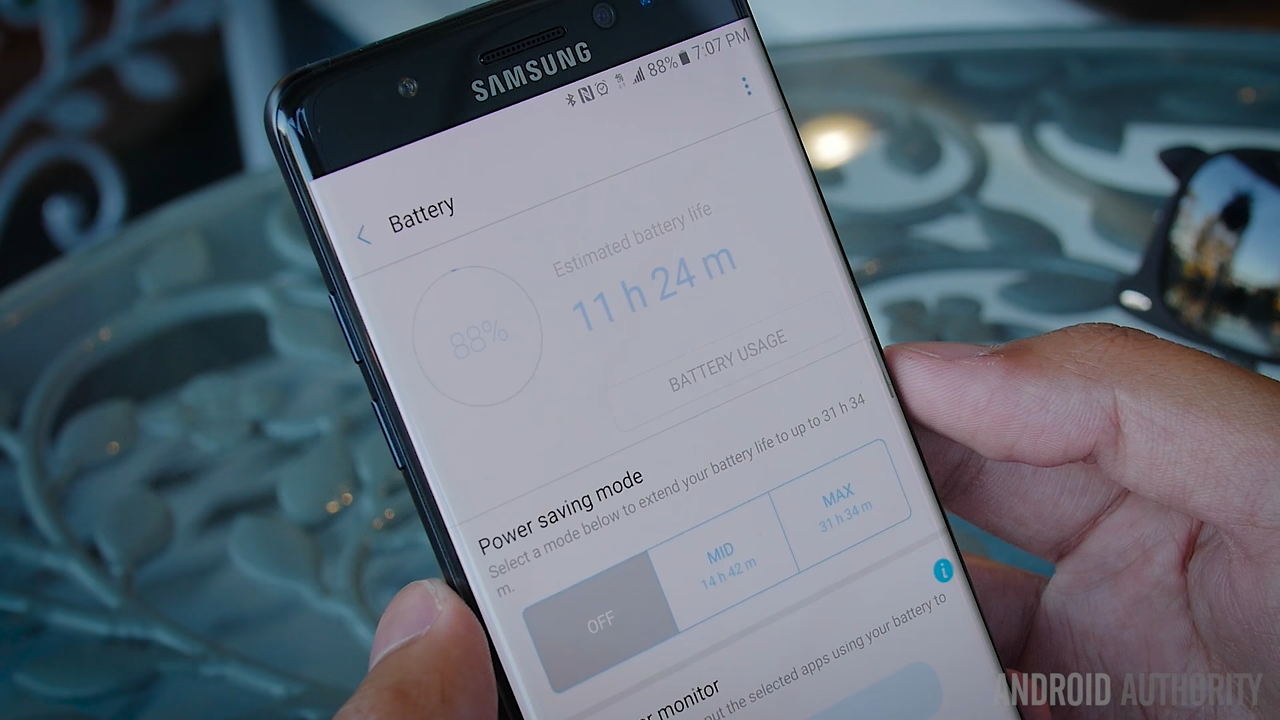 SAMSUNG
88% 7:07 PM
Battery
88%
Estimated battery life
11 h 24 m
BATTERY USAGE
Power saving mode
Select a mode below to extend your battery life to up to 31 h 34
m.
OFF
MID
14 h 42 m
MAX
31 h 34 m
monitor
the selected apps using your battery to
ANDROID AUTHORITY